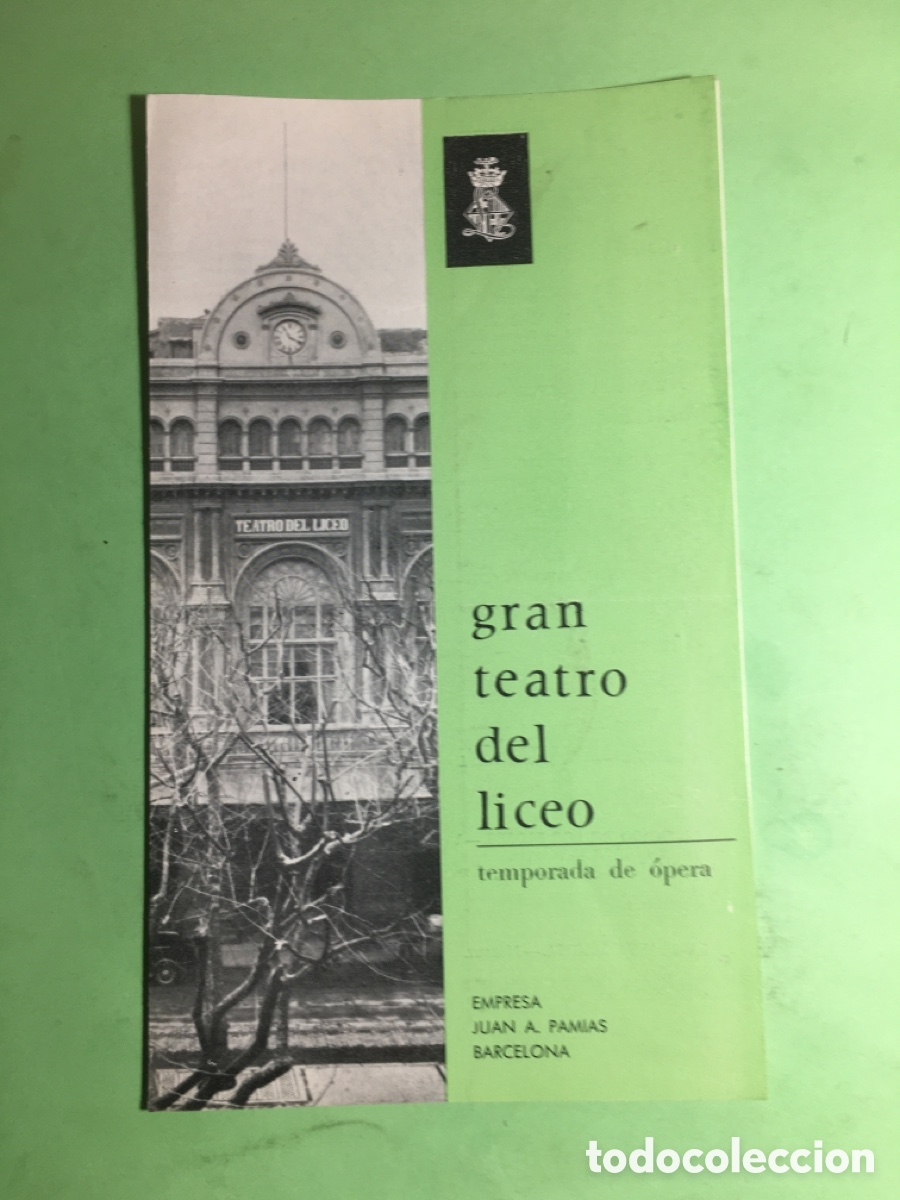 TEATRO DEL LICEO
gran
teatro
del
liceo
temporada de ópera
EMPRESA
JUAN A. PAMIAS
BARCELONA
todocoleccion